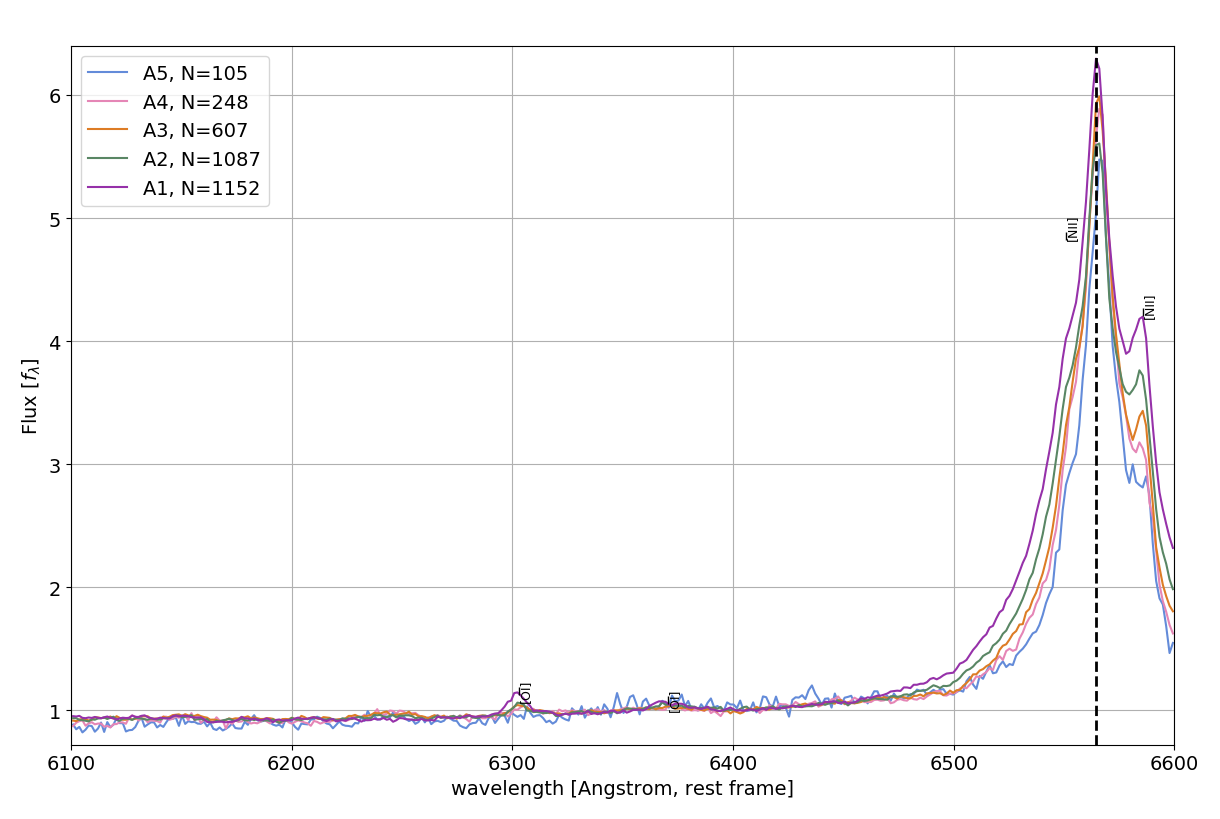 A5, N=105
A4, N=248
A3, N=607
A2, N=1087
A1, N=1152
6
5
4
3
2
1
Flux [fλ]
[NII]
[NII]
[OI]
[OI]
6100
6200
6300
6400
6500
6600
wavelength [Angstrom, rest frame]